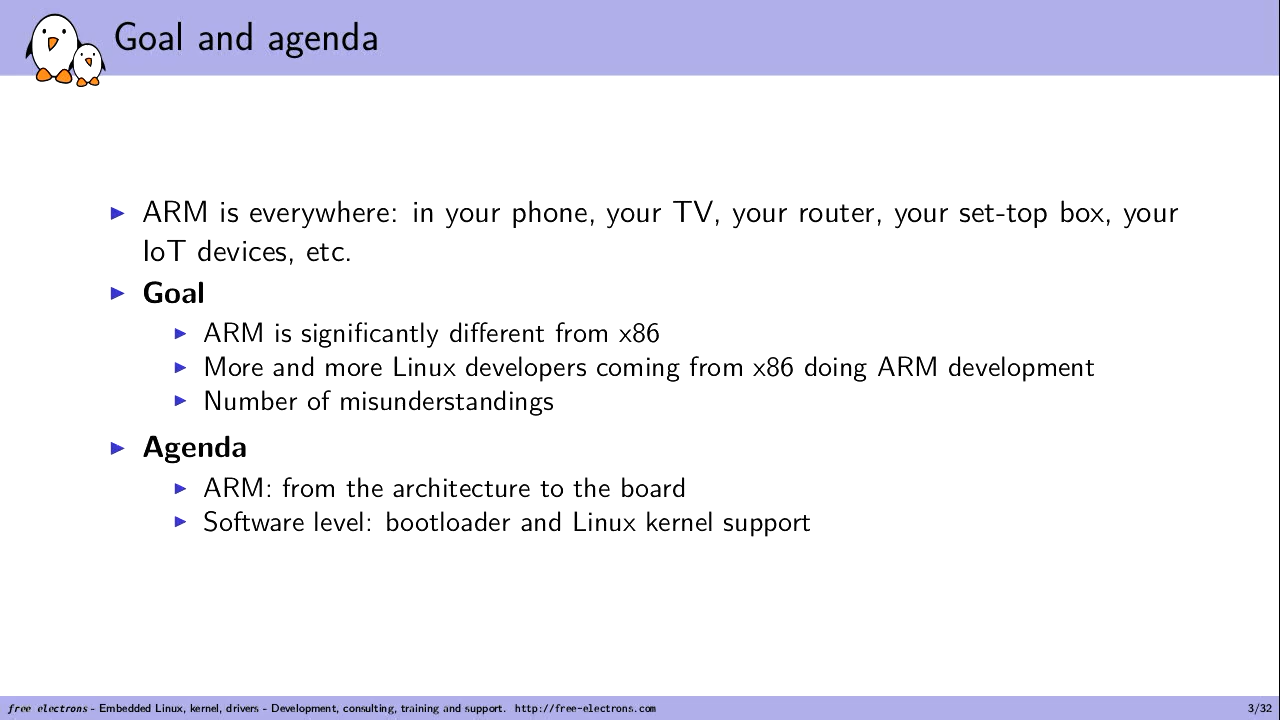 Goal and agenda
▶ ARM is everywhere: in your phone, your TV, your router, your set-top box, your
IoT devices, etc.
▶ Goal
▶ ARM is significantly different from x86
▶ More and more Linux developers coming from x86 doing ARM development
▶ Number of misunderstandings
▶ Agenda
▶ ARM: from the architecture to the board
▶ Software level: bootloader and Linux kernel support
free electrons - Embedded Linux, kernel, drivers - Development, consulting, training and support. http://free-electrons.com 3/32